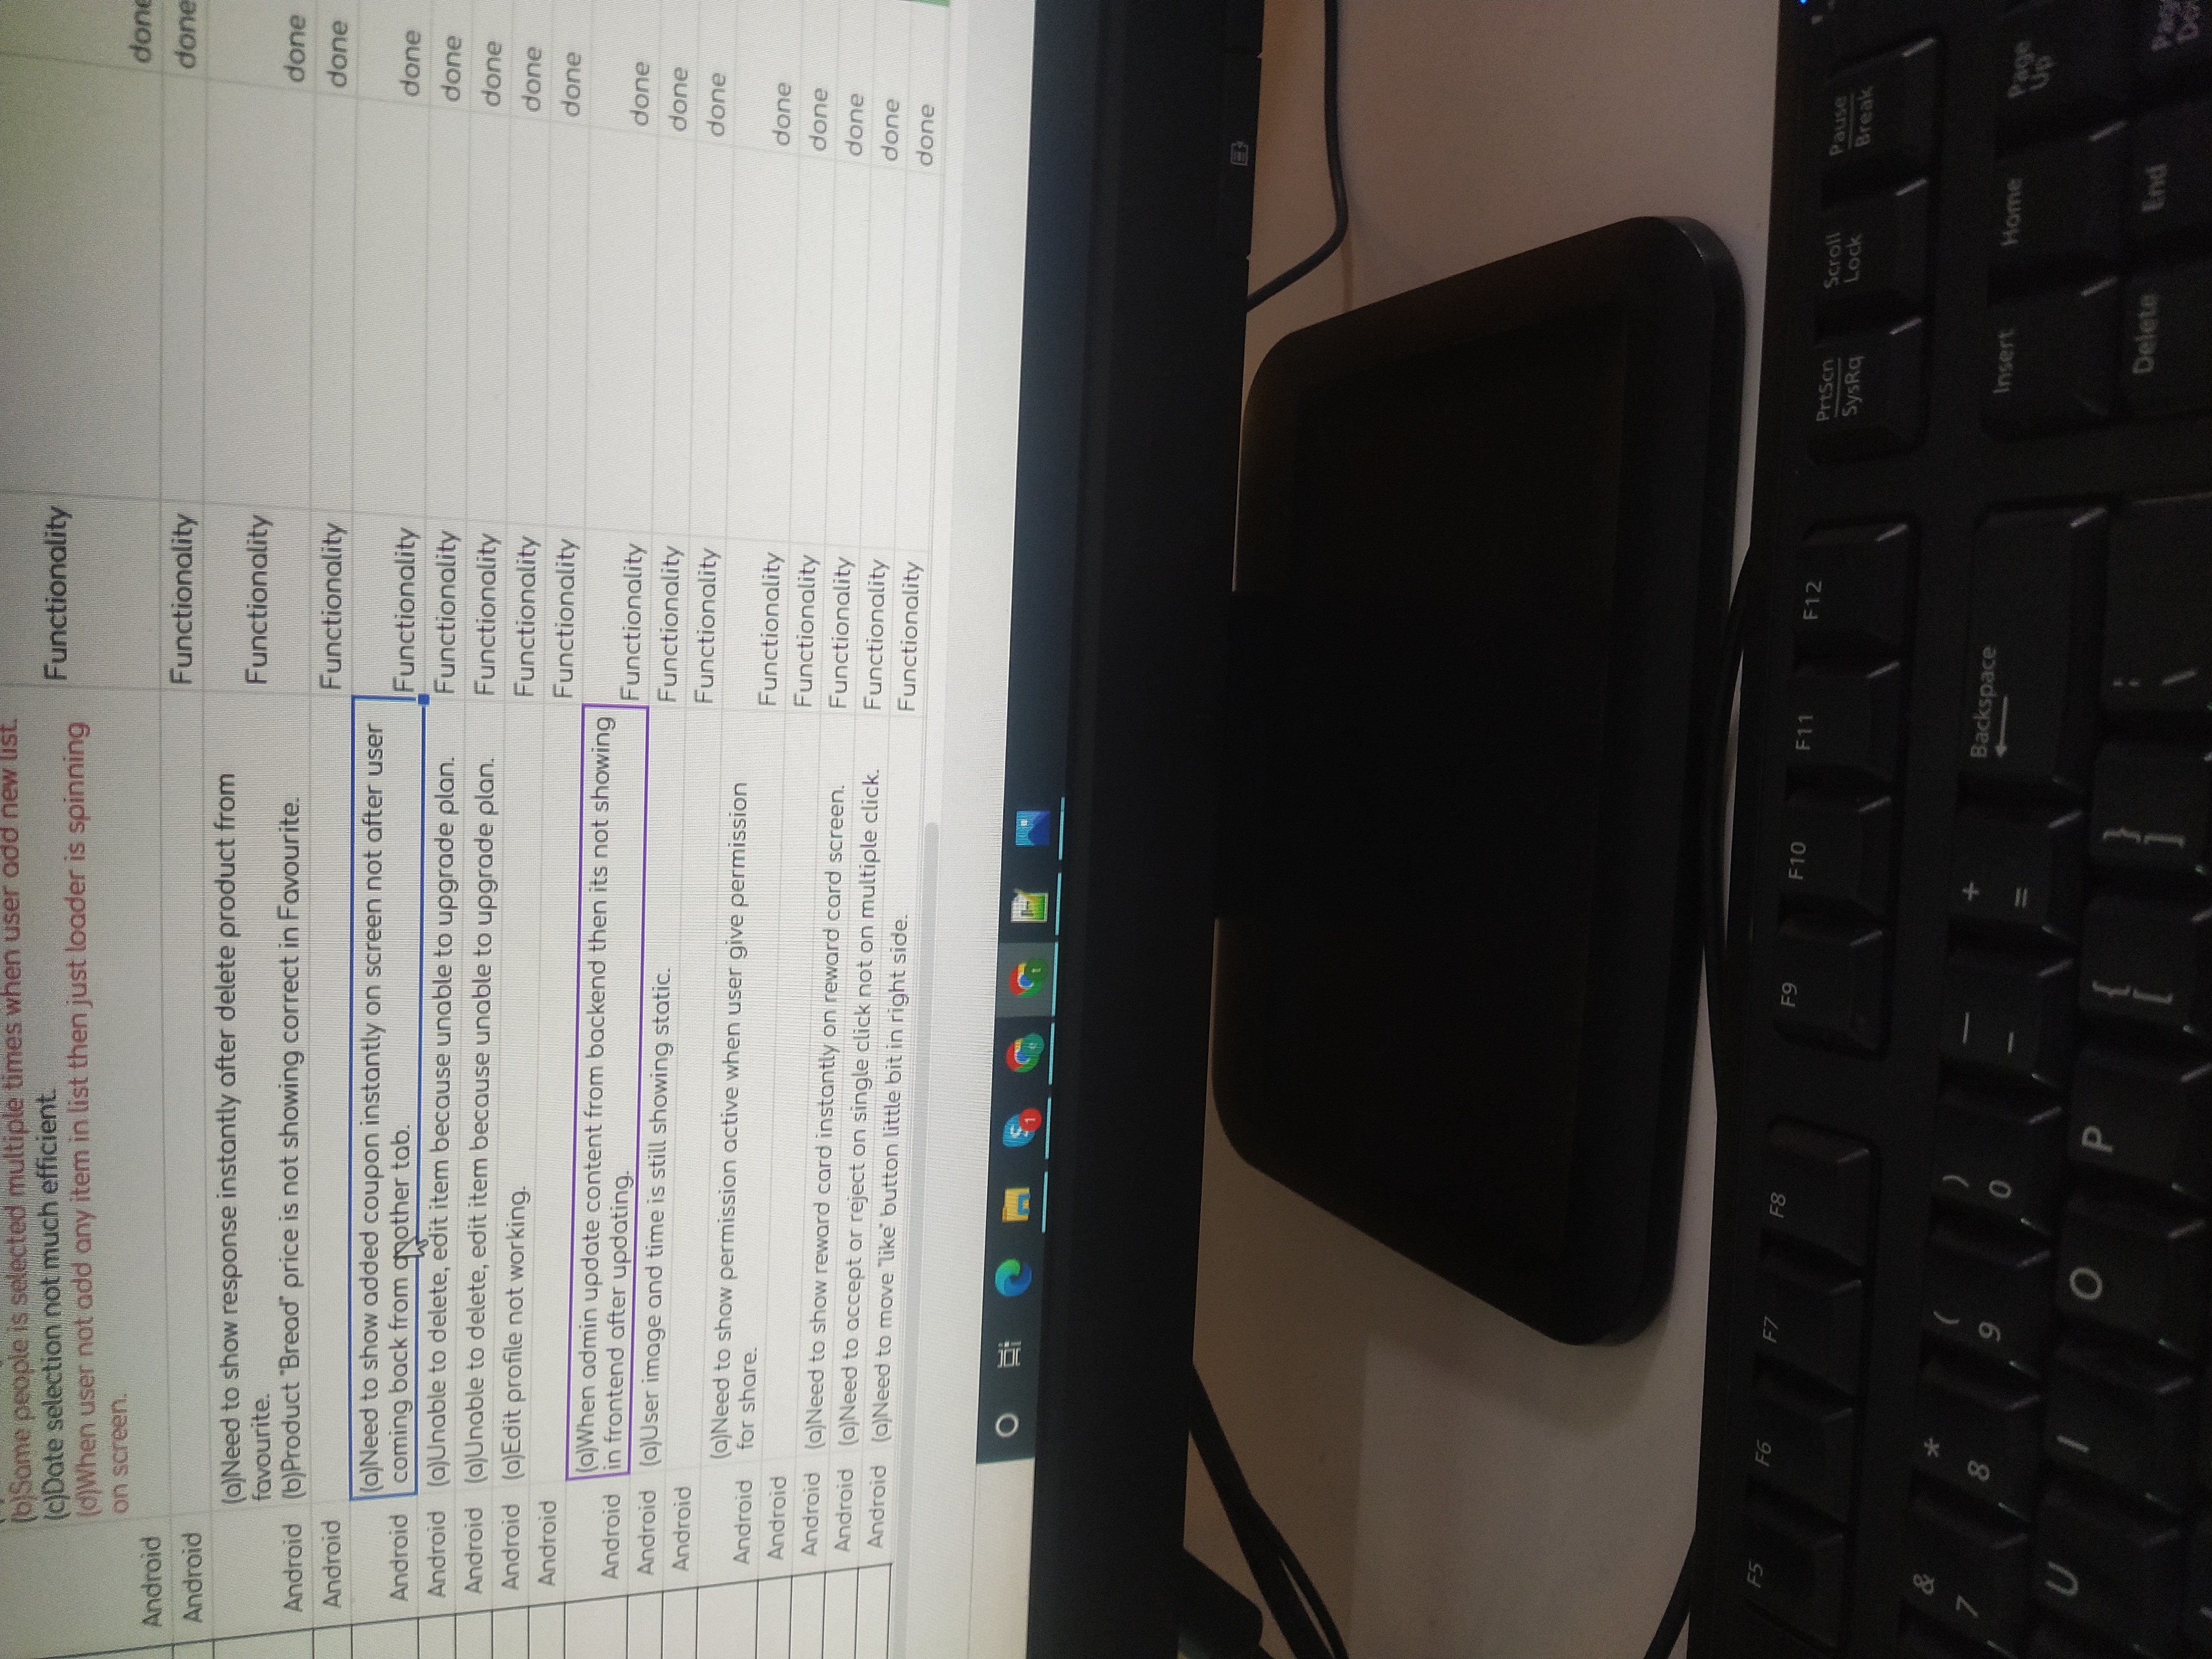 (b)Same people is selected multiple times when user add new list.
(c)Date selection not much efficient.
(d)When user not add any item in list then just loader is spinning
on screen.
Functionality
Android
done
Android
Functionality
done
(a)Need to show response instantly after delete product from
favourite.
(b)Product "Bread" price is not showing correct in Favourite.
Android
Functionality
done
Android
Functionality
done
(a)Need to show added coupon instantly on screen not after user
coming back from another tab.
Android
Functionality
done
Android (a)Unable to delete, edit item because unable to upgrade plan. Functionality done
Android (a)Unable to delete, edit item because unable to upgrade plan. Functionality done
Android (a)Edit profile not working. Functionality done
Android Functionality done
(a)When admin update content from backend then its not showing
in frontend after updating.
Android
Functionality
done
Android (a)User image and time is still showing static. Functionality done
Android Functionality done
(a)Need to show permission active when user give permission
for share.
Android
Functionality
done
Android Functionality done
Android (a)Need to show reward card instantly on reward card screen. Functionality done
Android (a)Need to accept or reject on single click not on multiple click. Functionality done
Android (a)Need to move "like" button little bit in right side. Functionality done
S 1
F5 F6 F7 F8 F9 F10 F11 F12
PrtScn
SysRq
Scroll
Lock
Pause
Break
& * ( ) — +
7 8 9 0 - =
Backspace
Insert Home Page
Up
U I O P { [ } ] \
Delete End